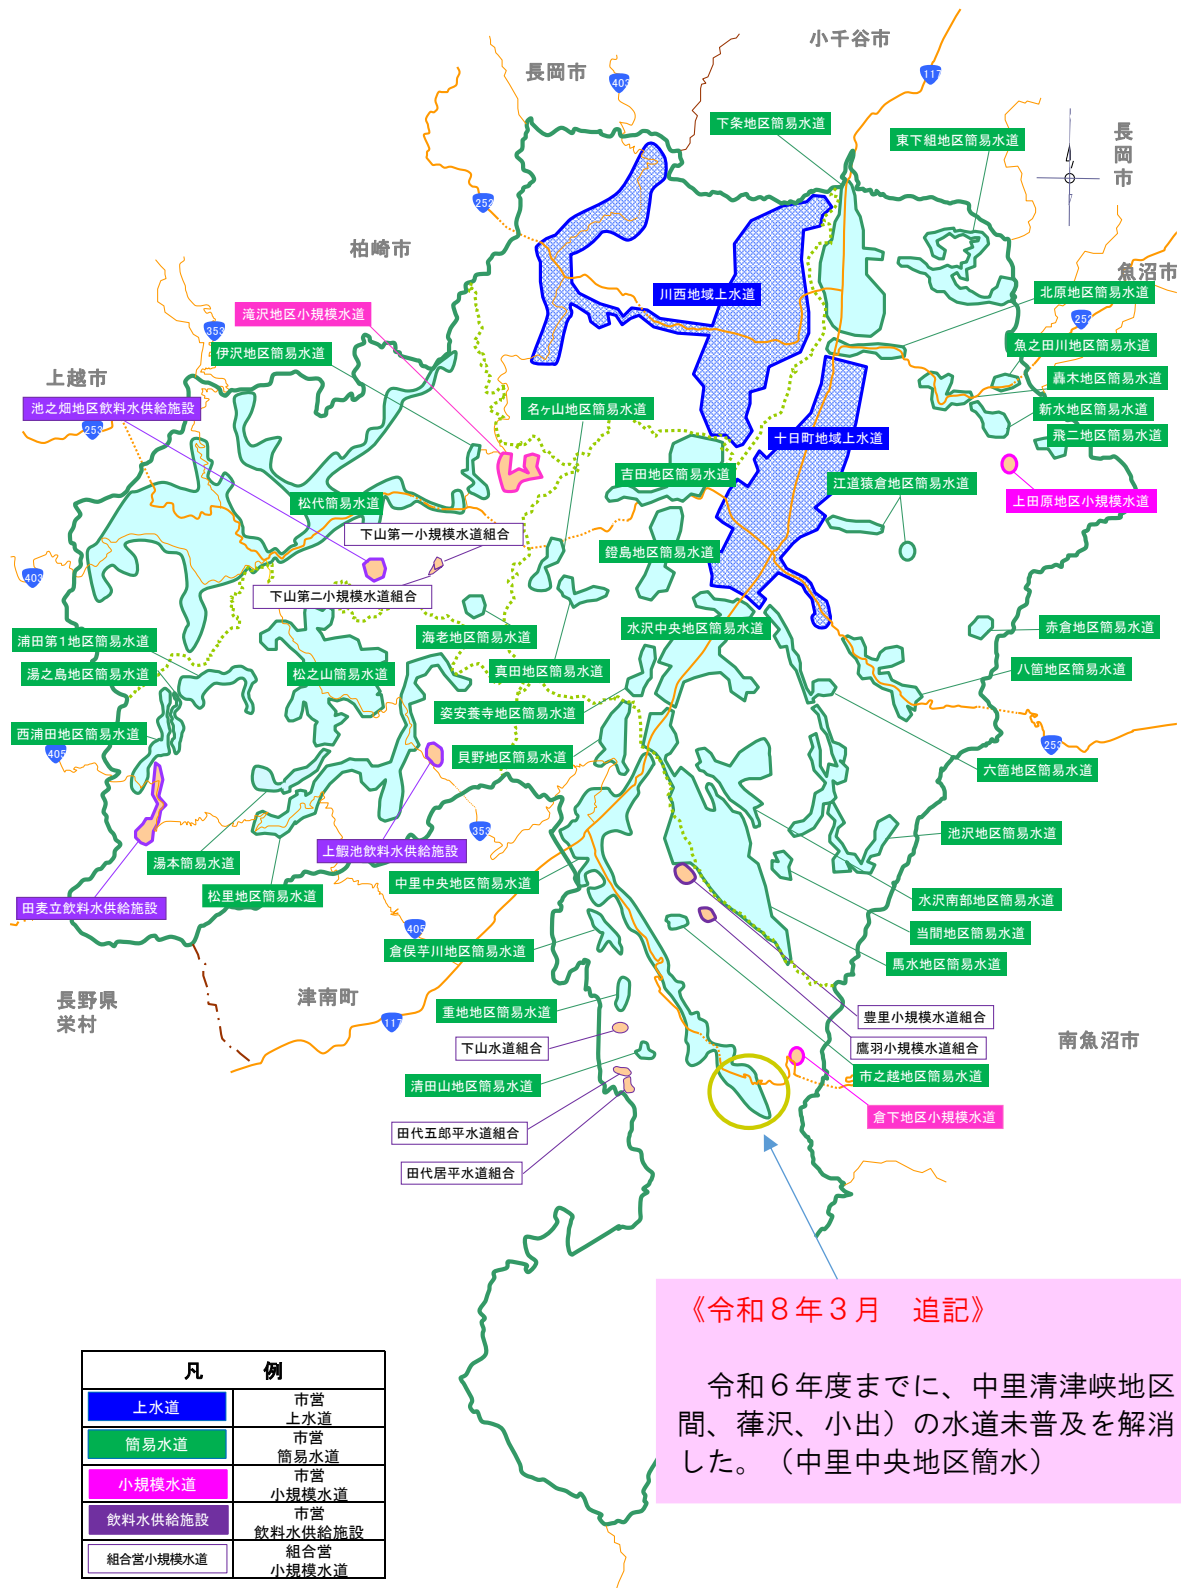 小千谷市
長岡市
403
117
下条地区簡易水道
東下組地区簡易水道
長岡市
252
柏崎市
魚沼市
川西地域上水道
北原地区簡易水道
滝沢地区小規模水道
252
353
魚之田川地区簡易水道
伊沢地区簡易水道
上越市
轟木地区簡易水道
池之畑地区飲料水供給施設
名ヶ山地区簡易水道
新水地区簡易水道
253
十日町地域上水道
飛二地区簡易水道
吉田地区簡易水道
江道猿倉地区簡易水道
上田原地区小規模水道
松代簡易水道
下山第一小規模水道組合
鐙島地区簡易水道
403
下山第二小規模水道組合
浦田第1地区簡易水道
海老地区簡易水道
水沢中央地区簡易水道
赤倉地区簡易水道
湯之島地区簡易水道
松之山簡易水道
真田地区簡易水道
八箇地区簡易水道
姿安養寺地区簡易水道
西浦田地区簡易水道
405
貝野地区簡易水道
253
六箇地区簡易水道
353
池沢地区簡易水道
湯本簡易水道
上鰕池飲料水供給施設
松里地区簡易水道
中里中央地区簡易水道
水沢南部地区簡易水道
田麦立飲料水供給施設
405
当間地区簡易水道
倉俣芋川地区簡易水道
馬水地区簡易水道
長野県
栄村
津南町
117
重地地区簡易水道
豊里小規模水道組合
下山水道組合
鷹羽小規模水道組合
南魚沼市
清田山地区簡易水道
市之越地区簡易水道
倉下地区小規模水道
田代五郎平水道組合
田代居平水道組合
《令和８年３月　追記》
令和６年度までに、中里清津峡地区
間、葎沢、小出）の水道未普及を解消
した。（中里中央地区簡水）
凡　例
上水道
市営
上水道
簡易水道
市営
簡易水道
小規模水道
市営
小規模水道
飲料水供給施設
市営
飲料水供給施設
組合営小規模水道
組合営
小規模水道